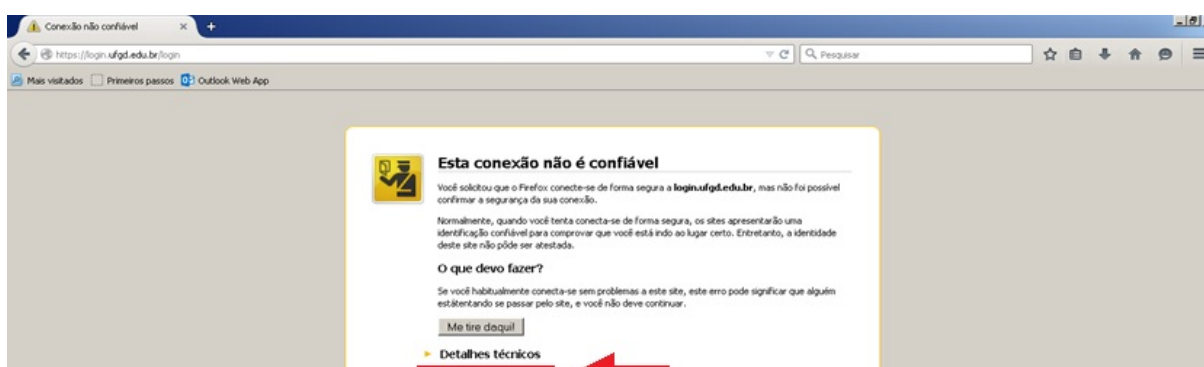 Conexão não confiável
https://login.ufgd.edu.br/login
Pesquisar
Mais visitados Primeiros passos Outlook Web App
Esta conexão não é confiável
Você solicitou que o Firefox conecte-se de forma segura a login.ufgd.edu.br, mas não foi possível
confirmar a segurança da sua conexão.
Normalmente, quando você tenta conecta-se de forma segura, os sites apresentarão uma
identificação confiável para comprovar que você está indo ao lugar certo. Entretanto, a identidade
deste site não pôde ser atestada.
O que devo fazer?
Se você habitualmente conecta-se sem problemas a este site, este erro pode significar que alguém
estátentando se passar pelo site, e você não deve continuar.
Me tire daqui!
Detalhes técnicos